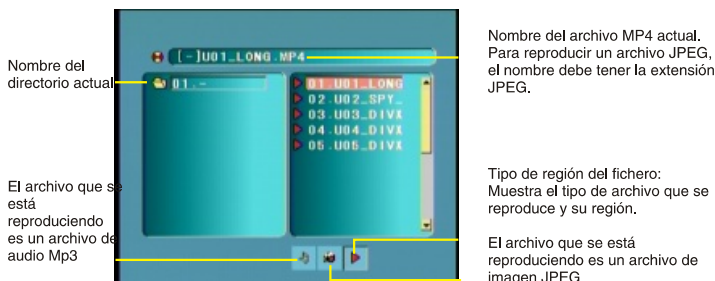 Nombre del
directorio actual
El archivo que se
está
reproduciendo
es un archivo de
audio Mp3
[-]U01_LONG.MP4
01.-
01.U01_LONG
02.U02_SPY_
03.U03_DIVX
04.U04_DIVX
05.U05_DIVX
Nombre del archivo MP4 actual.
Para reproducir un archivo JPEG,
el nombre debe tener la extensión
JPEG.
Tipo de región del fichero:
Muestra el tipo de archivo que se
reproduce y su región.
El archivo que se está
reproduciendo es un archivo de
imagen JPEG